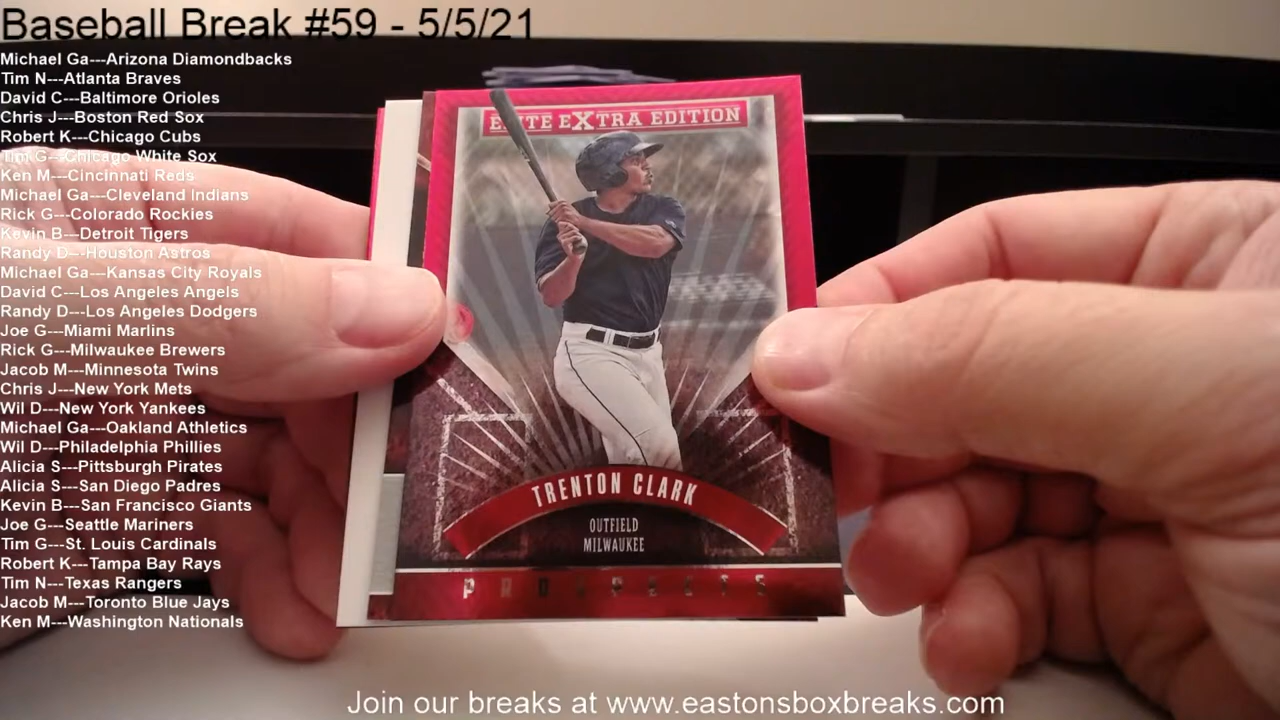 Baseball Break #59 - 5/5/21
Michael Ga---Arizona Diamondbacks
Tim N---Atlanta Braves
David C---Baltimore Orioles
Chris J---Boston Red Sox
Robert K---Chicago Cubs
Tim G---Chicago White Sox
Ken M---Cincinnati Reds
Michael Ga---Cleveland Indians
Rick G---Colorado Rockies
Kevin B---Detroit Tigers
Randy D---Houston Astros
Michael Ga---Kansas City Royals
David C---Los Angeles Angels
Randy D---Los Angeles Dodgers
Joe G---Miami Marlins
Rick G---Milwaukee Brewers
Jacob M---Minnesota Twins
Chris J---New York Mets
Wil D---New York Yankees
Michael Ga---Oakland Athletics
Wil D---Philadelphia Phillies
Alicia S---Pittsburgh Pirates
Alicia S---San Diego Padres
Kevin B---San Francisco Giants
Joe G---Seattle Mariners
Tim G---St. Louis Cardinals
Robert K---Tampa Bay Rays
Tim N---Texas Rangers
Jacob M---Toronto Blue Jays
Ken M---Washington Nationals
ELITE EXTRA EDITION
TRENTON CLARK
OUTFIELD
MILWAUKEE
PROSPECTS
Join our breaks at www.eastonsboxbreaks.com